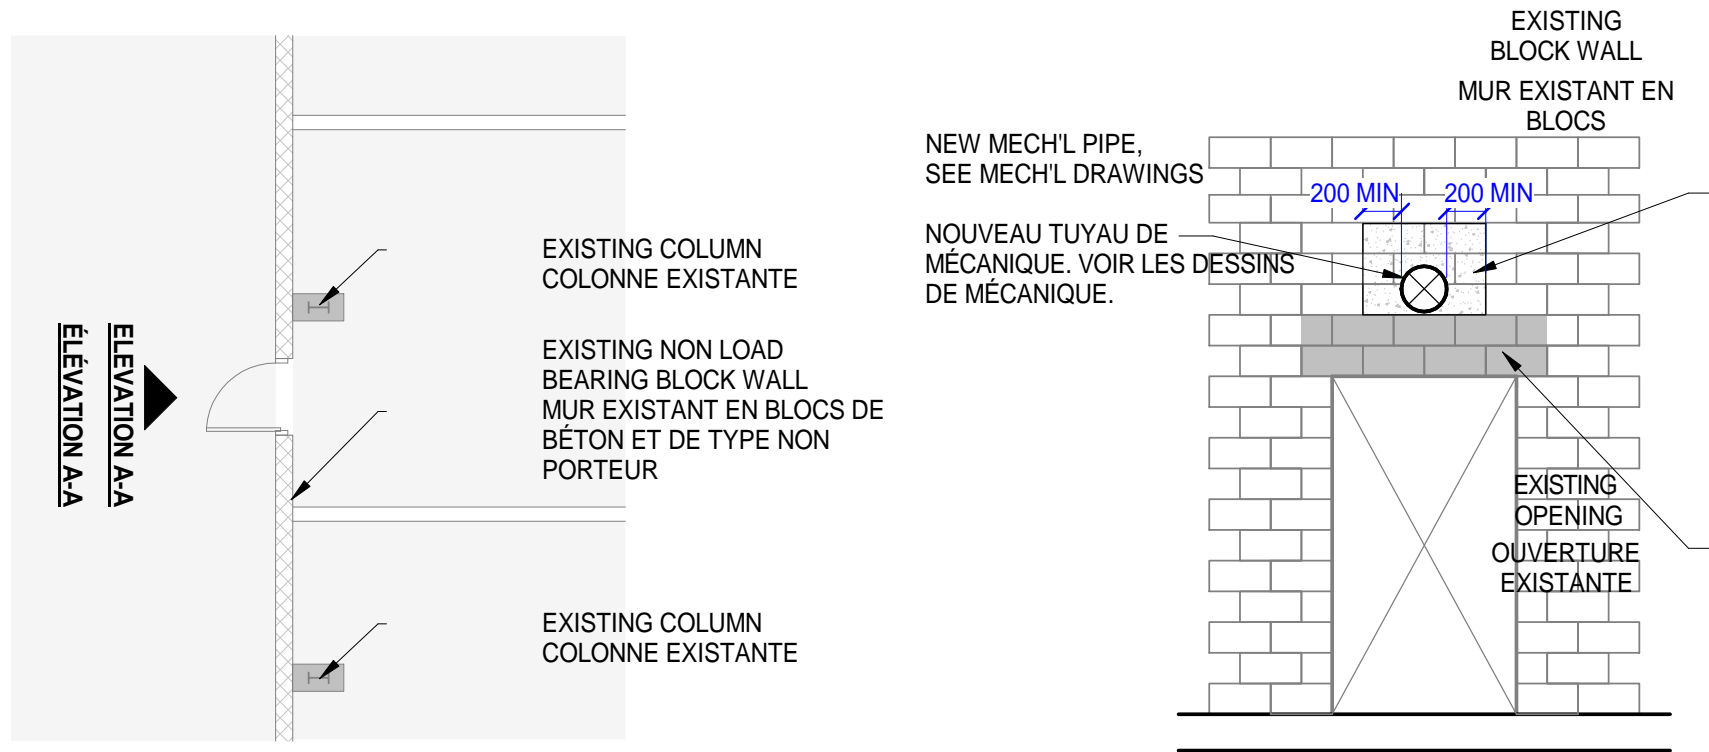 EXISTING COLUMN
COLONNE EXISTANTE
ELEVATION A-A
ÉLÉVATION A-A
EXISTING NON LOAD
BEARING BLOCK WALL
MUR EXISTANT EN BLOCS DE
BÉTON ET DE TYPE NON
PORTEUR
EXISTING COLUMN
COLONNE EXISTANTE
EXISTING
BLOCK WALL
MUR EXISTANT EN
BLOCS
NEW MECH'L PIPE,
SEE MECH'L DRAWINGS
200 MIN
200 MIN
NOUVEAU TUYAU DE
MÉCANIQUE. VOIR LES DESSINS
DE MÉCANIQUE.
EXISTING
OPENING
OUVERTURE
EXISTANTE